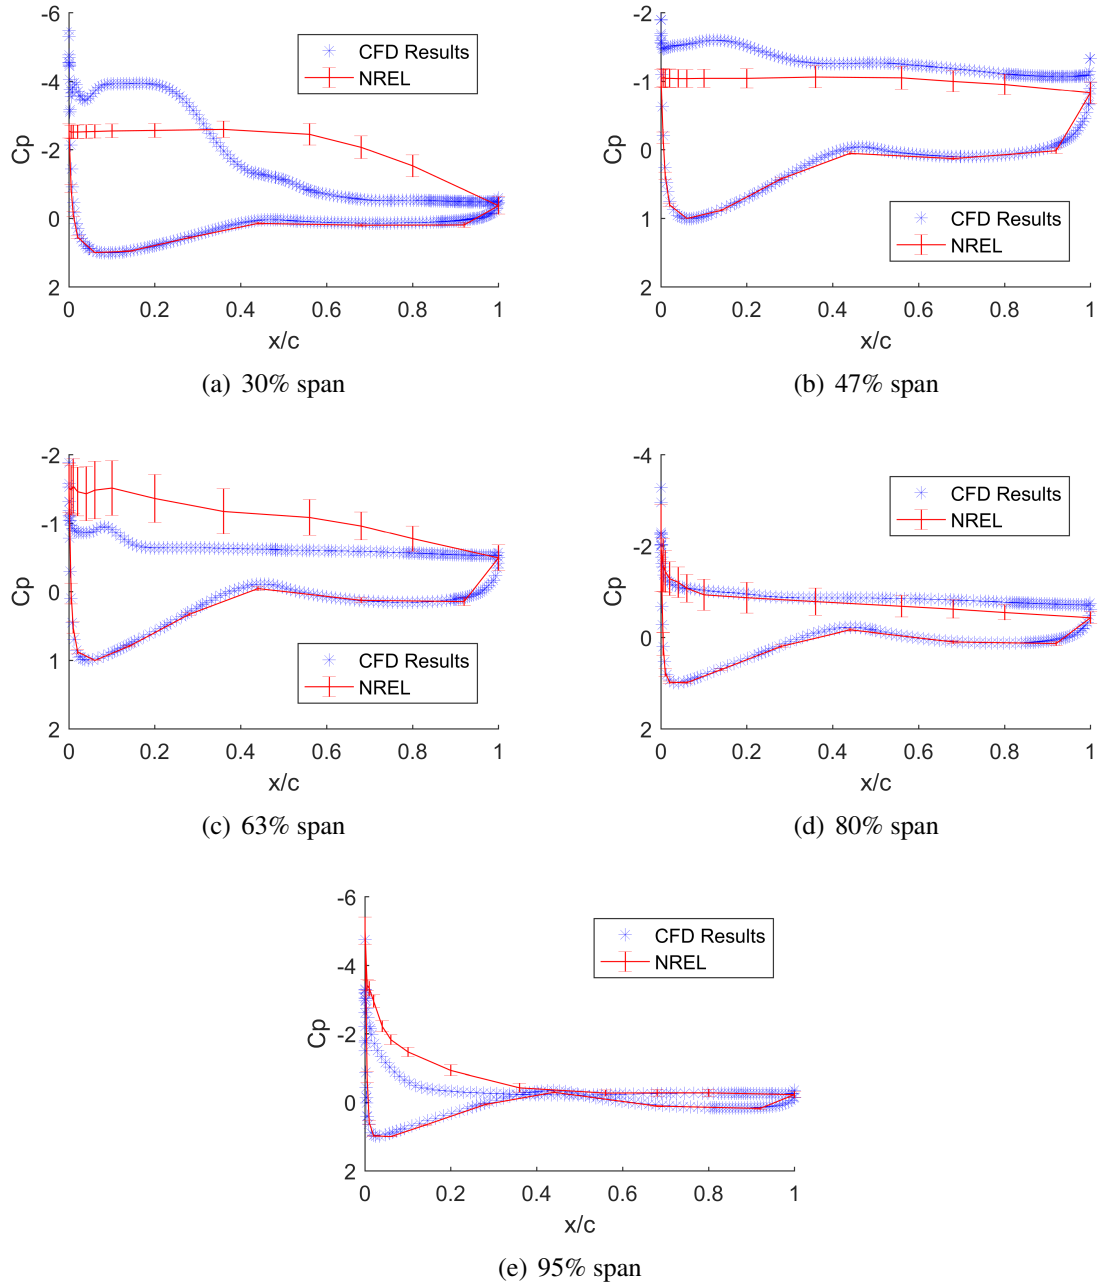 -6
-4
-2
0
2
Cp
CFD Results
NREL
0
0.2
0.4
0.6
0.8
1
x/c
(a) 30% span
-2
-1
0
1
2
Cp
CFD Results
NREL
0
0.2
0.4
0.6
0.8
1
x/c
(b) 47% span
-2
-1
0
1
2
Cp
CFD Results
NREL
0
0.2
0.4
0.6
0.8
1
x/c
(c) 63% span
-4
-2
0
2
Cp
CFD Results
NREL
0
0.2
0.4
0.6
0.8
1
x/c
(d) 80% span
-6
-4
-2
0
2
Cp
CFD Results
NREL
0
0.2
0.4
0.6
0.8
1
x/c
(e) 95% span